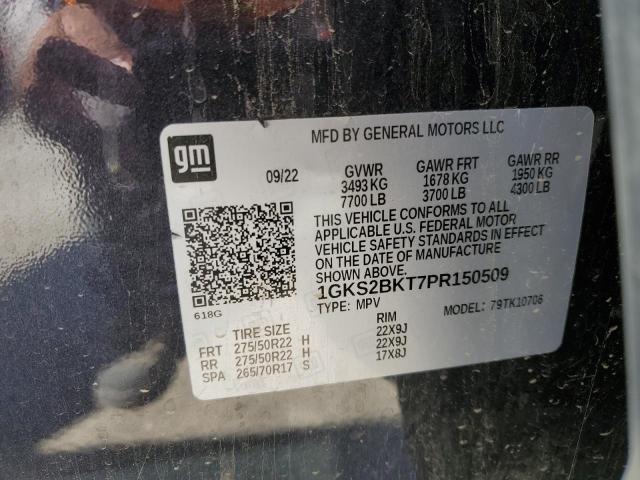 gm
MFD BY GENERAL MOTORS LLC
09/22 GVWR GAWR FRT GAWR RR
3493 KG 1678 KG 1950 KG
7700 LB 3700 LB 4300 LB
THIS VEHICLE CONFORMS TO ALL
APPLICABLE U.S. FEDERAL MOTOR
VEHICLE SAFETY STANDARDS IN EFFECT
ON THE DATE OF MANUFACTURE
SHOWN ABOVE.
1GKS2BKT7PR150509
618G TYPE: MPV MODEL: 79TK10706
TIRE SIZE RIM
FRT 275/50R22 H 22X9J
RR 275/50R22 H 22X9J
SPA 265/70R17 S 17X8J